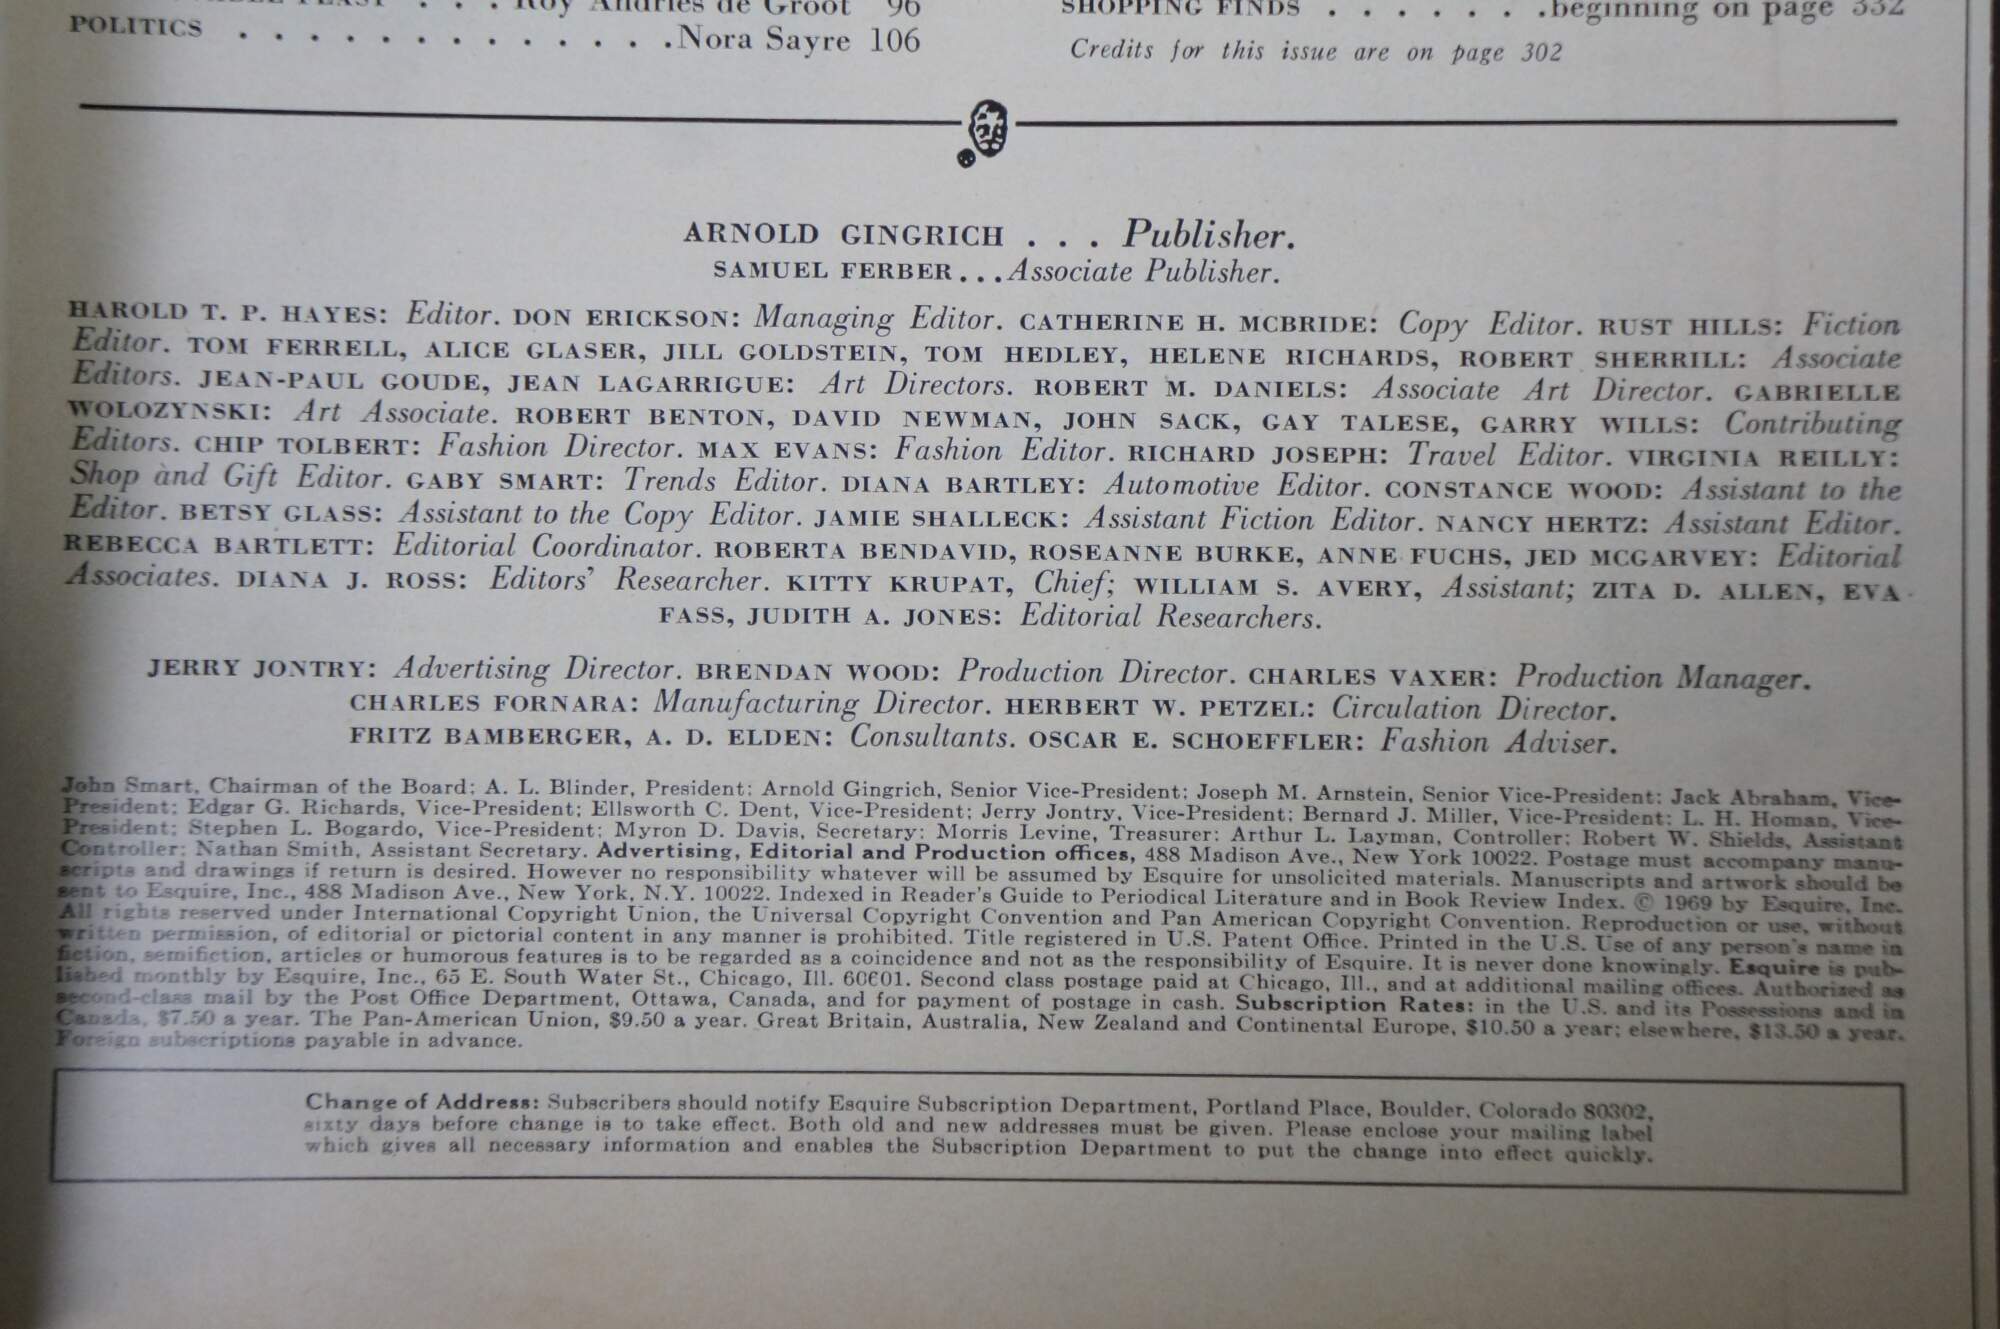 Roy Andries de Groot 96
POLITICS . . . . . . . . . . . . . .Nora Sayre 106
SHOPPING FINDS . . . . . . .beginning on page 332
Credits for this issue are on page 302
ARNOLD GINGRICH . . . Publisher.
SAMUEL FERBER . . . Associate Publisher.
HAROLD T. P. HAYES: Editor. DON ERICKSON: Managing Editor. CATHERINE H. MCBRIDE: Copy Editor. RUST HILLS: Fiction
Editor. TOM FERRELL, ALICE GLASER, JILL GOLDSTEIN, TOM HEDLEY, HELENE RICHARDS, ROBERT SHERRILL: Associate
Editors. JEAN-PAUL GOUDE, JEAN LAGARRIGUE: Art Directors. ROBERT M. DANIELS: Associate Art Director. GABRIELLE
WOLOZYNSKI: Art Associate. ROBERT BENTON, DAVID NEWMAN, JOHN SACK, GAY TALESE, GARRY WILLS: Contributing
Editors. CHIP TOLBERT: Fashion Director. MAX EVANS: Fashion Editor. RICHARD JOSEPH: Travel Editor. VIRGINIA REILLY:
Shop and Gift Editor. GABY SMART: Trends Editor. DIANA BARTLEY: Automotive Editor. CONSTANCE WOOD: Assistant to the
Editor. BETSY GLASS: Assistant to the Copy Editor. JAMIE SHALLECK: Assistant Fiction Editor. NANCY HERTZ: Assistant Editor.
REBECCA BARTLETT: Editorial Coordinator. ROBERTA BENDAVID, ROSEANNE BURKE, ANNE FUCHS, JED MCGARVEY: Editorial
Associates. DIANA J. ROSS: Editors' Researcher. KITTY KRUPAT, Chief; WILLIAM S. AVERY, Assistant; ZITA D. ALLEN, EVA
FASS, JUDITH A. JONES: Editorial Researchers.
JERRY JONTRY: Advertising Director. BRENDAN WOOD: Production Director. CHARLES VAXER: Production Manager.
CHARLES FORNARA: Manufacturing Director. HERBERT W. PETZEL: Circulation Director.
FRITZ BAMBERGER, A. D. ELDEN: Consultants. OSCAR E. SCHOEFFLER: Fashion Adviser.
John Smart, Chairman of the Board; A. L. Blinder, President; Arnold Gingrich, Senior Vice-President; Joseph M. Arnstein, Senior Vice-President; Jack Abraham, Vice-
President; Edgar G. Richards, Vice-President; Ellsworth C. Dent, Vice-President; Jerry Jontry, Vice-President; Bernard J. Miller, Vice-President; L. H. Homan, Vice-
President; Stephen L. Bogardo, Vice-President; Myron D. Davis, Secretary; Morris Levine, Treasurer; Arthur L. Layman, Controller; Robert W. Shields, Assistant
Controller; Nathan Smith, Assistant Secretary. Advertising, Editorial and Production offices, 488 Madison Ave., New York 10022. Postage must accompany manu-
scripts and drawings if return is desired. However no responsibility whatever will be assumed by Esquire for unsolicited materials. Manuscripts and artwork should be
sent to Esquire, Inc., 488 Madison Ave., New York, N.Y. 10022. Indexed in Reader's Guide to Periodical Literature and in Book Review Index. © 1969 by Esquire, Inc.
All rights reserved under International Copyright Union, the Universal Copyright Convention and Pan American Copyright Convention. Reproduction or use, without
written permission, of editorial or pictorial content in any manner is prohibited. Title registered in U.S. Patent Office. Printed in the U.S. Use of any person's name in
fiction, semifiction, articles or humorous features is to be regarded as a coincidence and not as the responsibility of Esquire. It is never done knowingly. Esquire is pub-
lished monthly by Esquire, Inc., 65 E. South Water St., Chicago, Ill. 60601. Second class postage paid at Chicago, Ill., and at additional mailing offices. Authorized as
second-class mail by the Post Office Department, Ottawa, Canada, and for payment of postage in cash. Subscription Rates: in the U.S. and its Possessions and in
Canada, $7.50 a year. The Pan-American Union, $9.50 a year. Great Britain, Australia, New Zealand and Continental Europe, $10.50 a year; elsewhere, $13.50 a year.
Foreign subscriptions payable in advance.
Change of Address: Subscribers should notify Esquire Subscription Department, Portland Place, Boulder, Colorado 80302,
sixty days before change is to take effect. Both old and new addresses must be given. Please enclose your mailing label
which gives all necessary information and enables the Subscription Department to put the change into effect quickly.